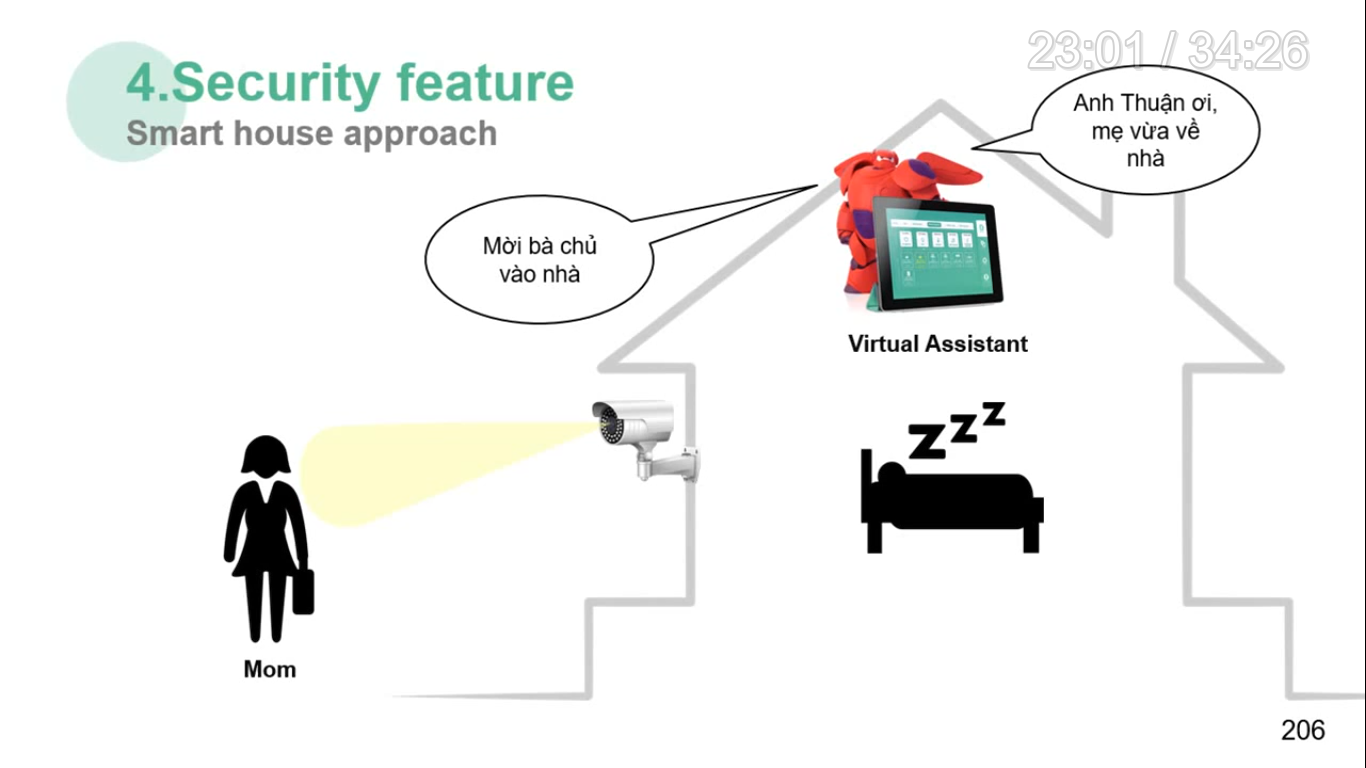 23:01 / 34:26
4.Security feature
Smart house approach
Anh Thuận ơi,
mẹ vừa về
nhà
Mời bà chủ
vào nhà
Virtual Assistant
z z z
Mom
206